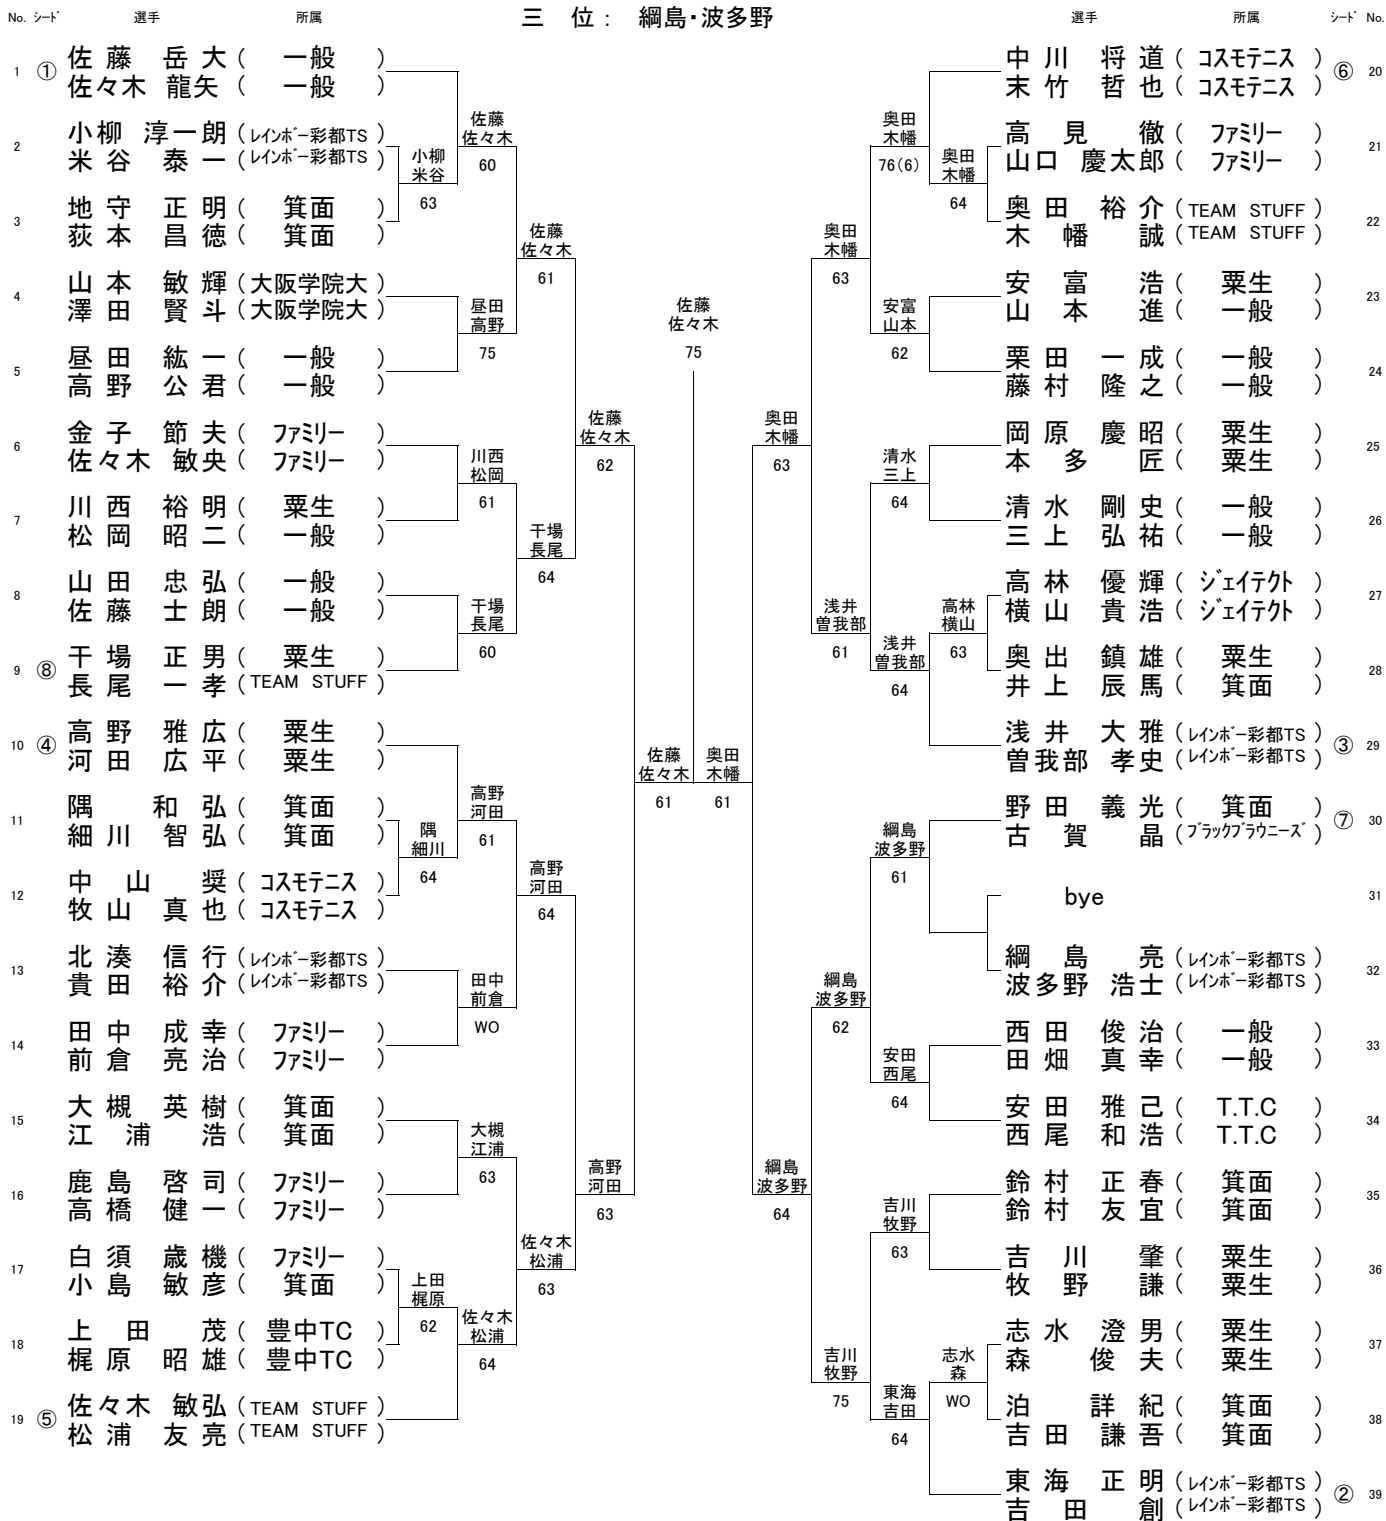 三 位： 綱島・波多野
No. シード 選手 所属
1 ① 佐藤 岳大 ( 一般 )
佐々木 龍矢 ( 一般 )
2 小柳 淳一朗 (レインボー彩都TS )
米谷 泰一 (レインボー彩都TS )
3 地守 正明 ( 箕面 )
荻本 昌徳 ( 箕面 )
4 山本 敏輝 (大阪学院大 )
澤田 賢斗 (大阪学院大 )
5 昼田 紘一 ( 一般 )
高野 公君 ( 一般 )
6 金子 節夫 ( ファミリー )
佐々木 敏央 ( ファミリー )
7 川西 裕明 ( 粟生 )
松岡 昭二 ( 一般 )
8 山田 忠弘 ( 一般 )
佐藤 士朗 ( 一般 )
9 ⑧ 干場 正男 ( 粟生 )
長尾 一孝 (TEAM STUFF )
10 ④ 高野 雅広 ( 粟生 )
河田 広平 ( 粟生 )
11 隅 和弘 ( 箕面 )
細川 智弘 ( 箕面 )
12 中山 奨 ( コスモテニス )
牧山 真也 ( コスモテニス )
13 北湊 信行 (レインボー彩都TS )
貴田 裕介 (レインボー彩都TS )
14 田中 成幸 ( ファミリー )
前倉 亮治 ( ファミリー )
15 大槻 英樹 ( 箕面 )
江浦 浩 ( 箕面 )
16 鹿島 啓司 ( ファミリー )
高橋 健一 ( ファミリー )
17 白須 歳機 ( ファミリー )
小島 敏彦 ( 箕面 )
18 上田 茂 ( 豊中TC )
梶原 昭雄 ( 豊中TC )
19 ⑤ 佐々木 敏弘 (TEAM STUFF )
松浦 友亮 (TEAM STUFF )
小柳
米谷
63
隅
細川
64
上田
梶原
62
佐藤
佐々木
60
昼田
高野
75
川西
松岡
61
干場
長尾
60
高野
河田
61
田中
前倉
WO
大槻
江浦
63
佐々木
松浦
64
佐藤
佐々木
61
干場
長尾
64
高野
河田
64
佐々木
松浦
63
佐藤
佐々木
62
高野
河田
63
佐藤
佐々木
61
佐藤
佐々木
75
奥田
木幡
61
奥田
木幡
63
綱島
波多野
64
奥田
木幡
63
浅井
曽我部
61
綱島
波多野
62
吉川
牧野
75
奥田
木幡
76(6)
安富
山本
62
清水
三上
64
浅井
曽我部
64
綱島
波多野
61
安田
西尾
64
吉川
牧野
63
東海
吉田
64
奥田
木幡
64
高林
横山
63
志水
森
WO
選手 所属 シード No.
中川 将道 ( コスモテニス ) ⑥ 20
末竹 哲也 ( コスモテニス )
高見 徹 ( ファミリー ) 21
山口 慶太郎 ( ファミリー )
奥田 裕介 (TEAM STUFF ) 22
木幡 誠 (TEAM STUFF )
安富 浩 ( 粟生 ) 23
山本 進 ( 一般 )
栗田 一成 ( 一般 ) 24
藤村 隆之 ( 一般 )
岡原 慶昭 ( 粟生 ) 25
本多 匠 ( 粟生 )
清水 剛史 ( 一般 ) 26
三上 弘祐 ( 一般 )
高林 優輝 ( ジェイテクト ) 27
横山 貴浩 ( ジェイテクト )
奥出 鎮雄 ( 粟生 ) 28
井上 辰馬 ( 箕面 )
浅井 大雅 (レインボー彩都TS ) ③ 29
曽我部 孝史 (レインボー彩都TS )
野田 義光 ( 箕面 ) ⑦ 30
古賀 晶 (ブラックブラウニーズ )
bye 31
綱島 亮 (レインボー彩都TS ) 32
波多野 浩士 (レインボー彩都TS )
西田 俊治 ( 一般 ) 33
田畑 真幸 ( 一般 )
安田 雅己 ( T.T.C ) 34
西尾 和浩 ( T.T.C )
鈴村 正春 ( 箕面 ) 35
鈴村 友宜 ( 箕面 )
吉川 肇 ( 粟生 ) 36
牧野 謙 ( 粟生 )
志水 澄男 ( 粟生 ) 37
森 俊夫 ( 粟生 )
泊 詳紀 ( 箕面 ) 38
吉田 謙吾 ( 箕面 )
東海 正明 (レインボー彩都TS ) ② 39
吉田 創 (レインボー彩都TS )